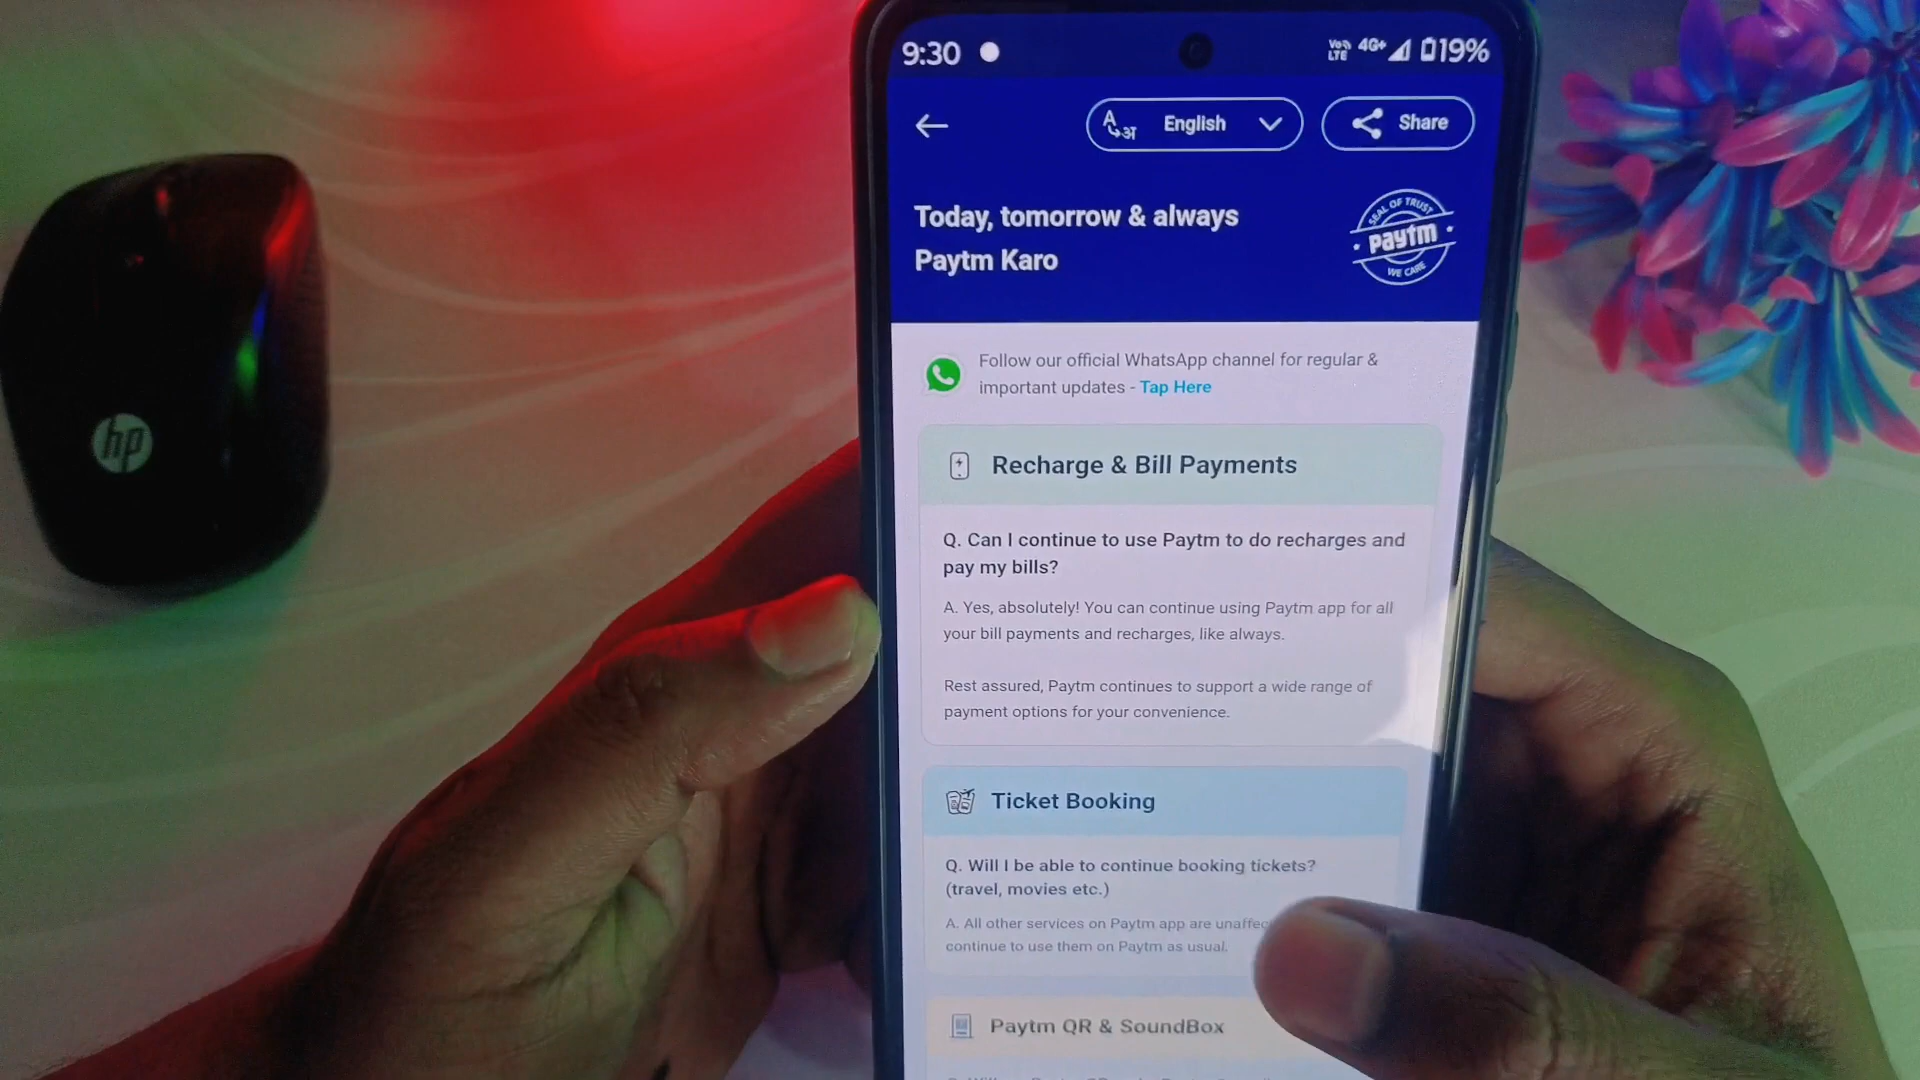 9:30
Vo) LTE 4G+ 19%
A अ English
Share
Today, tomorrow & always
Paytm Karo
SEAL OF TRUST
paytm
WE CARE
Follow our official WhatsApp channel for regular &
important updates - Tap Here
Recharge & Bill Payments
Q. Can I continue to use Paytm to do recharges and
pay my bills?
A. Yes, absolutely! You can continue using Paytm app for all
your bill payments and recharges, like always.
Rest assured, Paytm continues to support a wide range of
payment options for your convenience.
Ticket Booking
Q. Will I be able to continue booking tickets?
(travel, movies etc.)
A. All other services on Paytm app are
continue to use them on Paytm as usual.
Paytm QR & SoundBox
hp